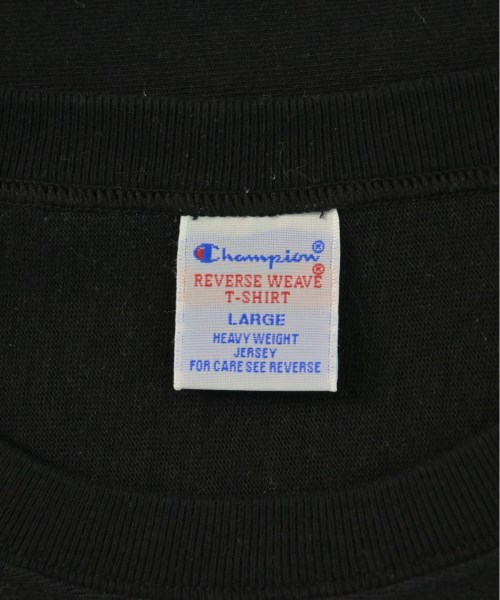 Champion®
REVERSE WEAVE®
T-SHIRT
LARGE
HEAVY WEIGHT
JERSEY
FOR CARE SEE REVERSE